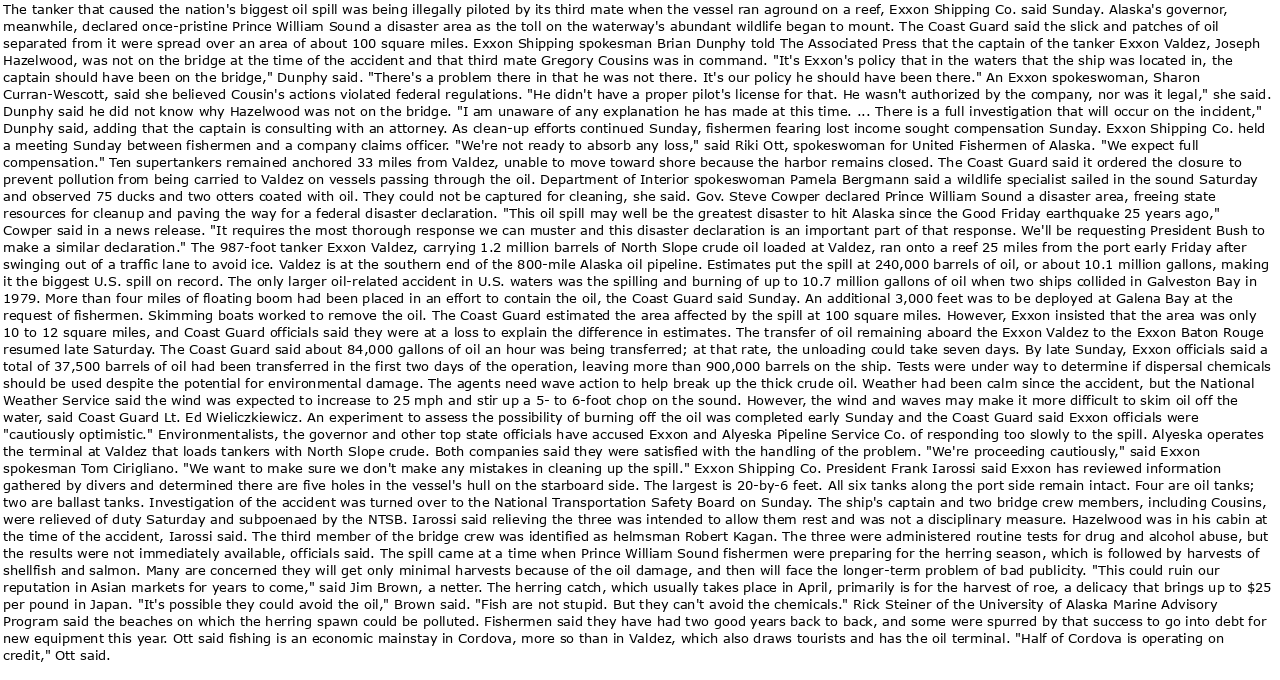 The tanker that caused the nation's biggest oil spill was being illegally piloted by its third mate when the vessel ran aground on a reef, Exxon Shipping Co. said Sunday. Alaska's governor,
meanwhile, declared once-pristine Prince William Sound a disaster area as the toll on the waterway's abundant wildlife began to mount. The Coast Guard said the slick and patches of oil
separated from it were spread over an area of about 100 square miles. Exxon Shipping spokesman Brian Dunphy told The Associated Press that the captain of the tanker Exxon Valdez, Joseph
Hazelwood, was not on the bridge at the time of the accident and that third mate Gregory Cousins was in command. "It's Exxon's policy that in the waters that the ship was located in, the
captain should have been on the bridge," Dunphy said. "There's a problem there in that he was not there. It's our policy he should have been there." An Exxon spokeswoman, Sharon
Curran-Wescott, said she believed Cousin's actions violated federal regulations. "He didn't have a proper pilot's license for that. He wasn't authorized by the company, nor was it legal," she said.
Dunphy said he did not know why Hazelwood was not on the bridge. "I am unaware of any explanation he has made at this time. ... There is a full investigation that will occur on the incident,"
Dunphy said, adding that the captain is consulting with an attorney. As clean-up efforts continued Sunday, fishermen fearing lost income sought compensation Sunday. Exxon Shipping Co. held
a meeting Sunday between fishermen and a company claims officer. "We're not ready to absorb any loss," said Riki Ott, spokeswoman for United Fishermen of Alaska. "We expect full
compensation." Ten supertankers remained anchored 33 miles from Valdez, unable to move toward shore because the harbor remains closed. The Coast Guard said it ordered the closure to
prevent pollution from being carried to Valdez on vessels passing through the oil. Department of Interior spokeswoman Pamela Bergmann said a wildlife specialist sailed in the sound Saturday
and observed 75 ducks and two otters coated with oil. They could not be captured for cleaning, she said. Gov. Steve Cowper declared Prince William Sound a disaster area, freeing state
resources for cleanup and paving the way for a federal disaster declaration. "This oil spill may well be the greatest disaster to hit Alaska since the Good Friday earthquake 25 years ago,"
Cowper said in a news release. "It requires the most thorough response we can muster and this disaster declaration is an important part of that response. We'll be requesting President Bush to
make a similar declaration." The 987-foot tanker Exxon Valdez, carrying 1.2 million barrels of North Slope crude oil loaded at Valdez, ran onto a reef 25 miles from the port early Friday after
swinging out of a traffic lane to avoid ice. Valdez is at the southern end of the 800-mile Alaska oil pipeline. Estimates put the spill at 240,000 barrels of oil, or about 10.1 million gallons, making
it the biggest U.S. spill on record. The only larger oil-related accident in U.S. waters was the spilling and burning of up to 10.7 million gallons of oil when two ships collided in Galveston Bay in
1979. More than four miles of floating boom had been placed in an effort to contain the oil, the Coast Guard said Sunday. An additional 3,000 feet was to be deployed at Galena Bay at the
request of fishermen. Skimming boats worked to remove the oil. The Coast Guard estimated the area affected by the spill at 100 square miles. However, Exxon insisted that the area was only
10 to 12 square miles, and Coast Guard officials said they were at a loss to explain the difference in estimates. The transfer of oil remaining aboard the Exxon Valdez to the Exxon Baton Rouge
resumed late Saturday. The Coast Guard said about 84,000 gallons of oil an hour was being transferred; at that rate, the unloading could take seven days. By late Sunday, Exxon officials said a
total of 37,500 barrels of oil had been transferred in the first two days of the operation, leaving more than 900,000 barrels on the ship. Tests were under way to determine if dispersal chemicals
should be used despite the potential for environmental damage. The agents need wave action to help break up the thick crude oil. Weather had been calm since the accident, but the National
Weather Service said the wind was expected to increase to 25 mph and stir up a 5- to 6-foot chop on the sound. However, the wind and waves may make it more difficult to skim oil off the
water, said Coast Guard Lt. Ed Wieliczkiewicz. An experiment to assess the possibility of burning off the oil was completed early Sunday and the Coast Guard said Exxon officials were
"cautiously optimistic." Environmentalists, the governor and other top state officials have accused Exxon and Alyeska Pipeline Service Co. of responding too slowly to the spill. Alyeska operates
the terminal at Valdez that loads tankers with North Slope crude. Both companies said they were satisfied with the handling of the problem. "We're proceeding cautiously," said Exxon
spokesman Tom Cirigliano. "We want to make sure we don't make any mistakes in cleaning up the spill." Exxon Shipping Co. President Frank Iarossi said Exxon has reviewed information
gathered by divers and determined there are five holes in the vessel's hull on the starboard side. The largest is 20-by-6 feet. All six tanks along the port side remain intact. Four are oil tanks;
two are ballast tanks. Investigation of the accident was turned over to the National Transportation Safety Board on Sunday. The ship's captain and two bridge crew members, including Cousins,
were relieved of duty Saturday and subpoenaed by the NTSB. Iarossi said relieving the three was intended to allow them rest and was not a disciplinary measure. Hazelwood was in his cabin at
the time of the accident, Iarossi said. The third member of the bridge crew was identified as helmsman Robert Kagan. The three were administered routine tests for drug and alcohol abuse, but
the results were not immediately available, officials said. The spill came at a time when Prince William Sound fishermen were preparing for the herring season, which is followed by harvests of
shellfish and salmon. Many are concerned they will get only minimal harvests because of the oil damage, and then will face the longer-term problem of bad publicity. "This could ruin our
reputation in Asian markets for years to come," said Jim Brown, a netter. The herring catch, which usually takes place in April, primarily is for the harvest of roe, a delicacy that brings up to $25
per pound in Japan. "It's possible they could avoid the oil," Brown said. "Fish are not stupid. But they can't avoid the chemicals." Rick Steiner of the University of Alaska Marine Advisory
Program said the beaches on which the herring spawn could be polluted. Fishermen said they have had two good years back to back, and some were spurred by that success to go into debt for
new equipment this year. Ott said fishing is an economic mainstay in Cordova, more so than in Valdez, which also draws tourists and has the oil terminal. "Half of Cordova is operating on
credit," Ott said.